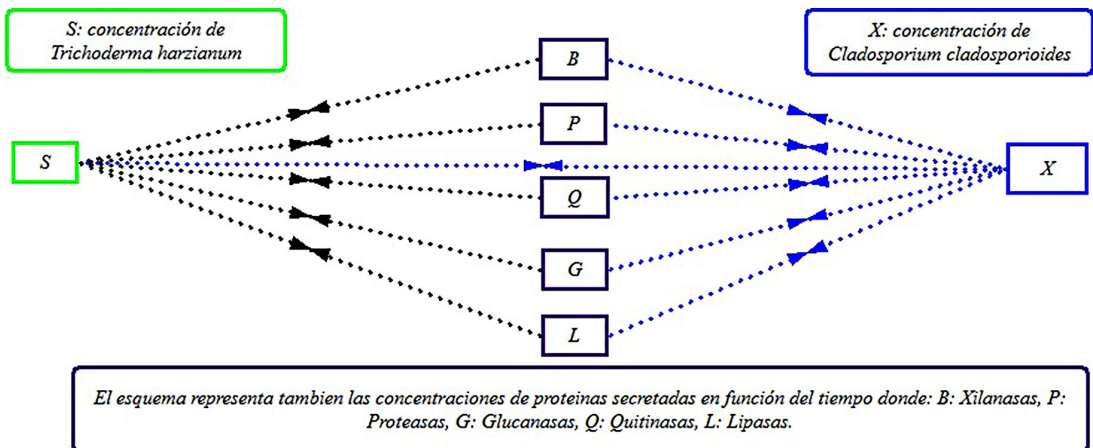 S: concentración de
Trichoderma harzianum
X: concentración de
Cladosporium cladosporioides
B
P
S
X
Q
G
L
El esquema representa tambien las concentraciones de proteinas secretadas en función del tiempo donde: B: Xilanasas, P:
Proteasas, G: Glucanasas, Q: Quitinasas, L: Lipasas.